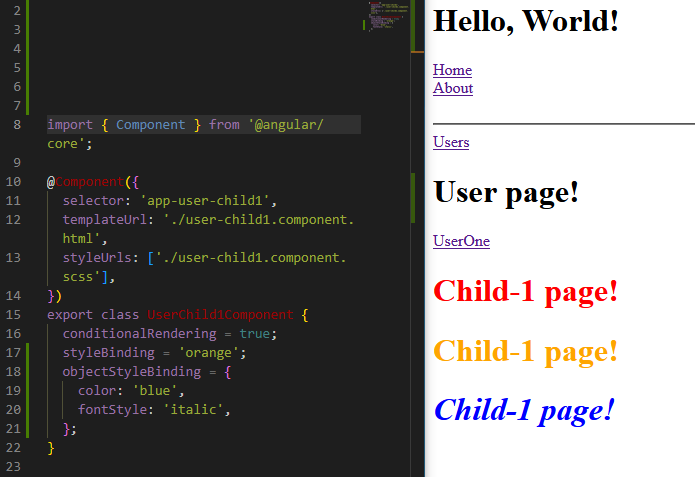 2
3
4
5
6
7
8 import { Component } from '@angular/
core';
9
10 @Component({
11 selector: 'app-user-child1',
12 templateUrl: './user-child1.component.
html',
13 styleUrls: ['./user-child1.component.
scss'],
14 })
15 export class UserChild1Component {
16 conditionalRendering = true;
17 styleBinding = 'orange';
18 objectStyleBinding = {
19 color: 'blue',
20 fontStyle: 'italic',
21 };
22 }
23
Hello, World!
Home
About
Users
User page!
UserOne
Child-1 page!
Child-1 page!
Child-1 page!